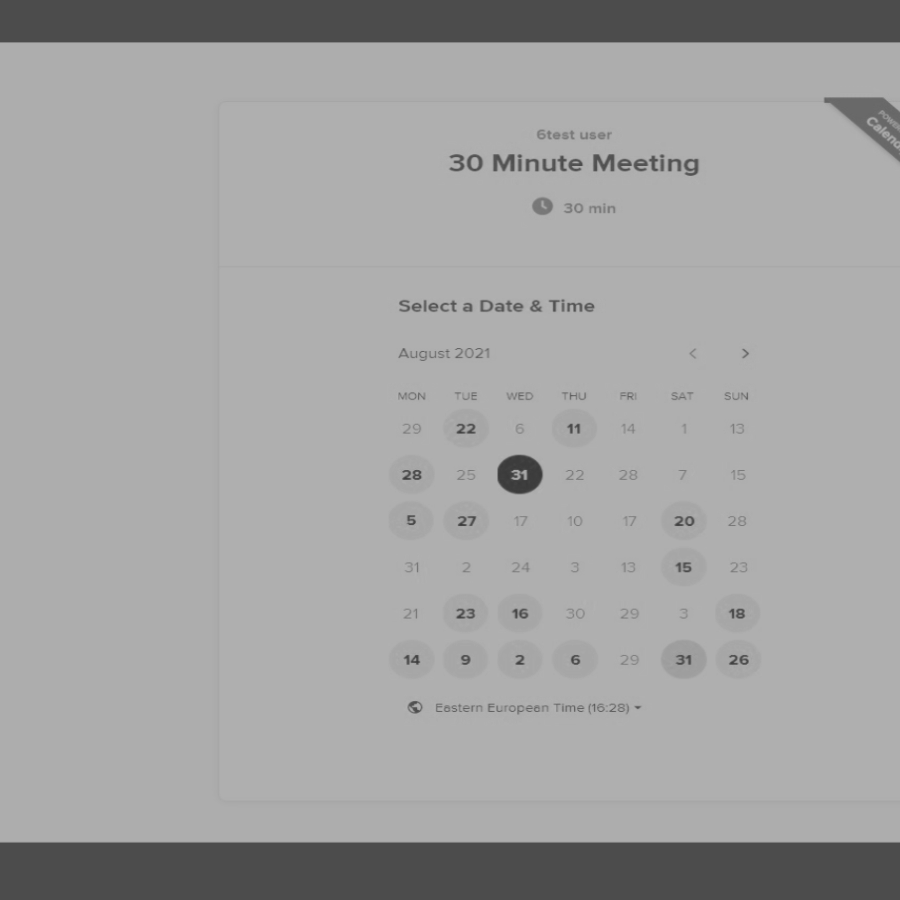 6test user
30 Minute Meeting
30 min
Select a Date & Time
August 2021
MON TUE WED THU FRI SAT SUN
29 22 6 11 14 1 13
28 25 31 22 28 7 15
5 27 17 10 17 20 28
31 2 24 3 13 15 23
21 23 16 30 29 3 18
14 9 2 6 29 31 26
Eastern European Time (16:28)